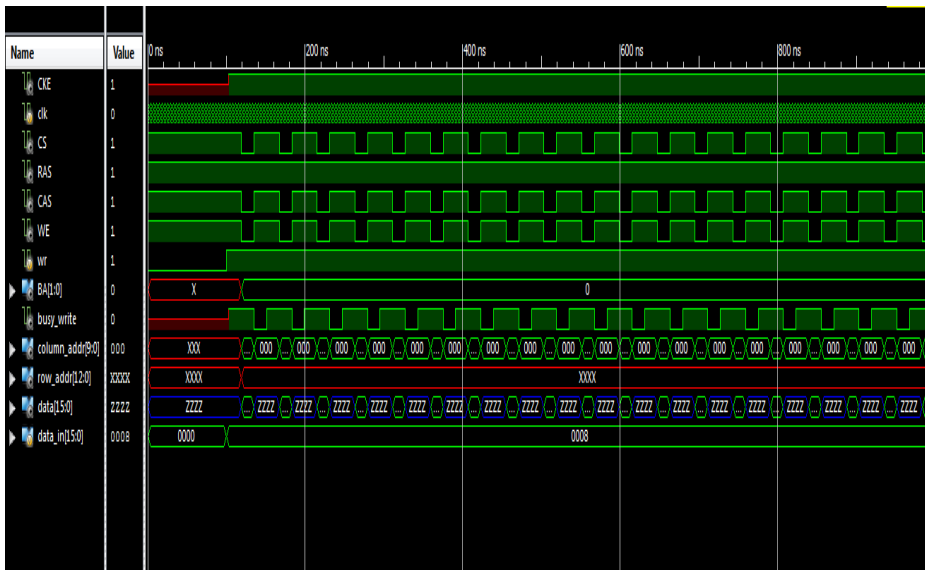 Name Value 0 ns 200 ns 400 ns 600 ns 800 ns
CKE 1
clk 0
CS 1
RAS 1
CAS 1
WE 1
wr 1
BA[1:0] 0 X 0
busy_write 0
column_addr[9:0] 000 XXX ... 000 ... 000 ... 000 ... 000 ... 000 ... 000 ... 000 ... 000 ... 000 ... 000 ... 000 ... 000 ... 000 ... 000 ... 000 ... 000 ... 000 ... 000
row_addr[12:0] XXXX XXXX XXXX
data[15:0] ZZZZ ZZZZ ... ZZZZ ... ZZZZ ... ZZZZ ... ZZZZ ... ZZZZ ... ZZZZ ... ZZZZ ... ZZZZ ... ZZZZ ... ZZZZ ... ZZZZ ... ZZZZ ... ZZZZ ... ZZZZ ... ZZZZ ... ZZZZ ... ZZZZ ... ZZZZ
data_in[15:0] 0008 0000 0008